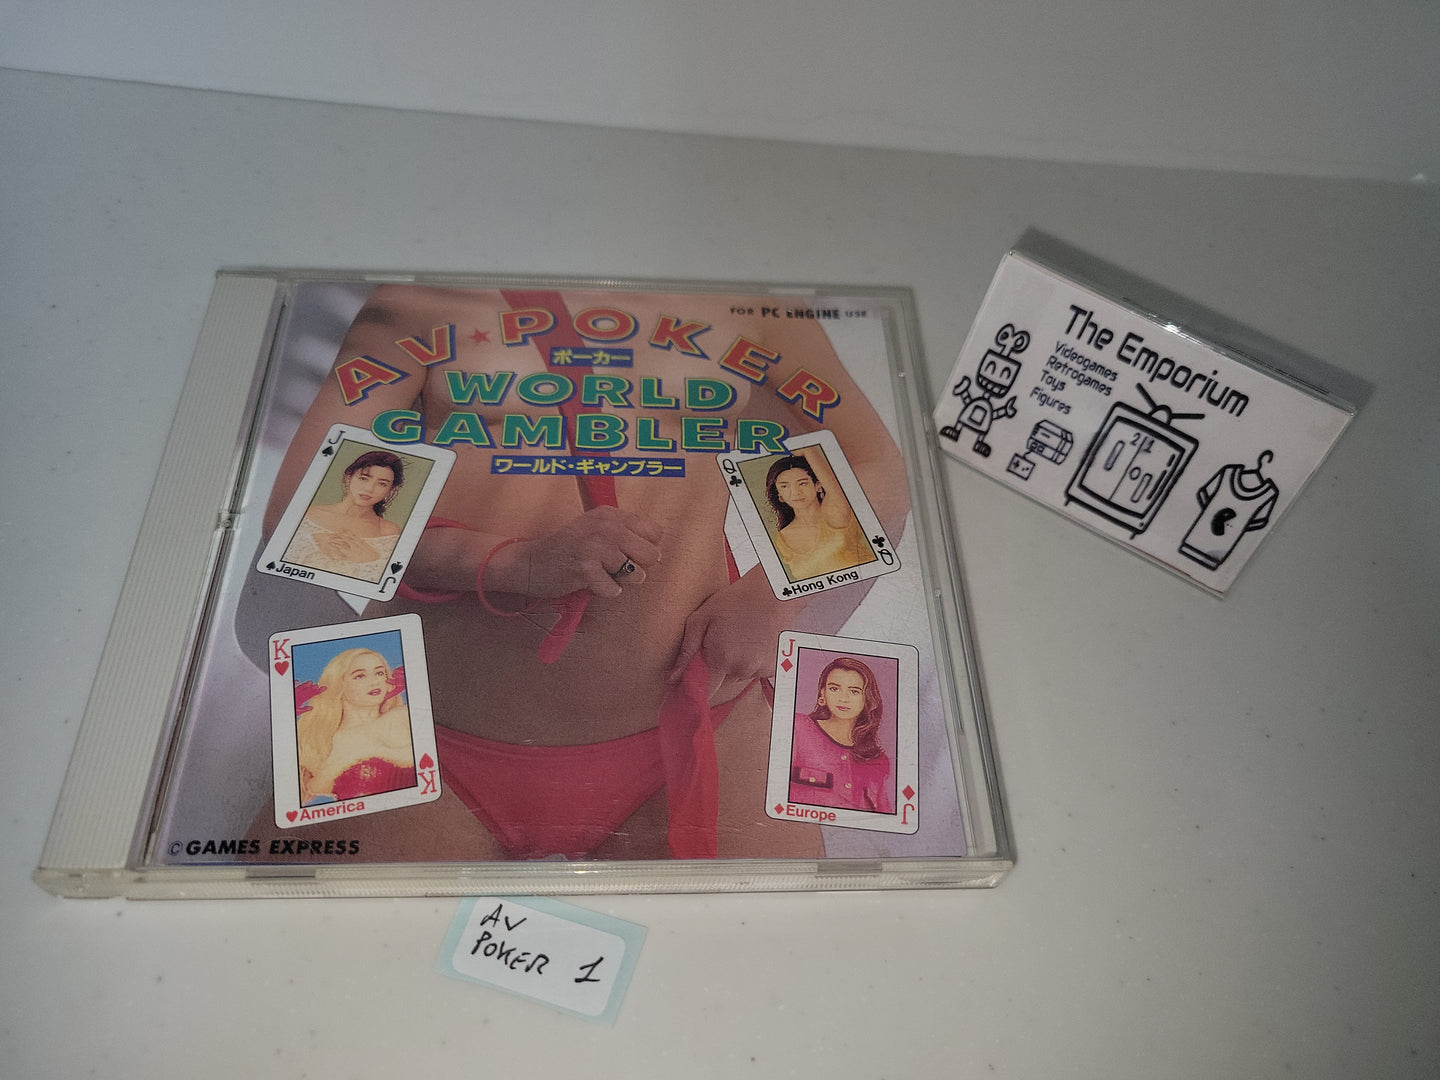 FOR PC ENGINE USE
AV★POKER
ポーカー
WORLD
GAMBLER
ワールド・ギャンブラー
J
♠Japan
J
Q
♣Hong Kong
Q
K
♥America
K
J
♦Europe
J
©GAMES EXPRESS
The Emporium
Videogames
Retrogames
Toys
Figures
AV
POKER 1